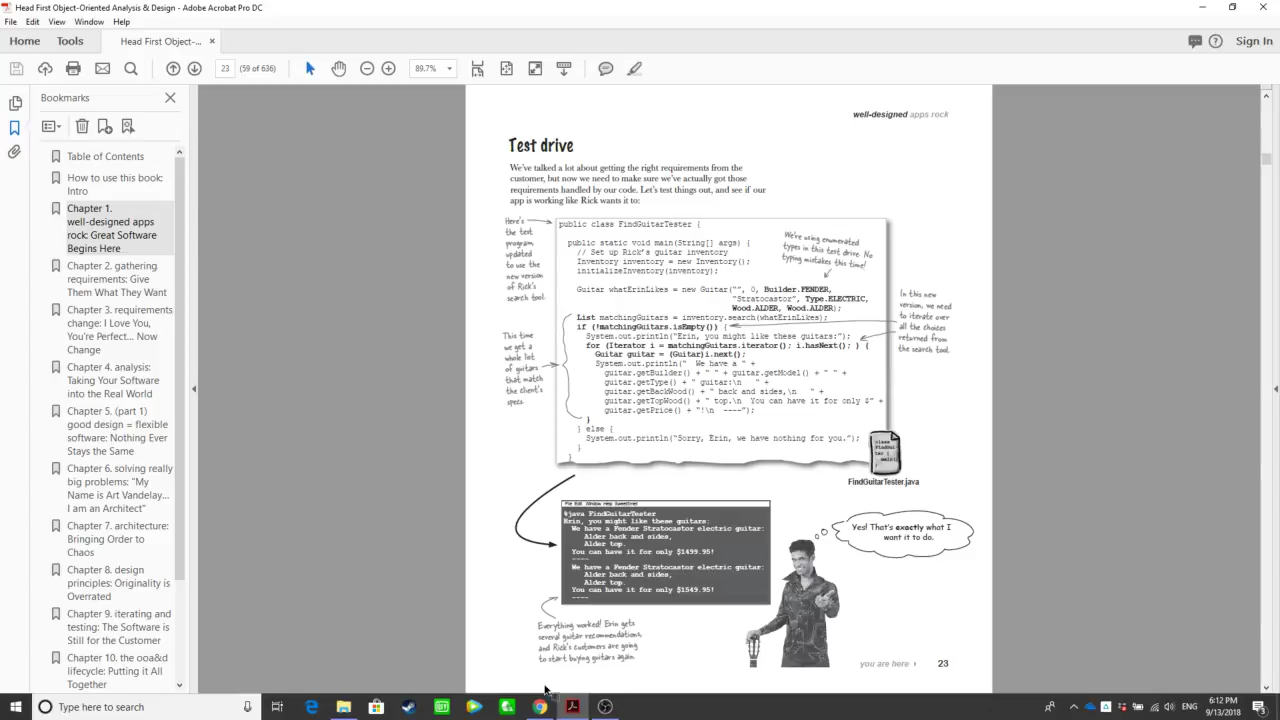 Head First Object-Oriented Analysis & Design - Adobe Acrobat Pro DC
File Edit View Window Help
Home Tools Head First Object-... × Sign In
23 (59 of 636) 89.7%
Bookmarks
Table of Contents
How to use this book:
Intro
Chapter 1.
well-designed apps
rock: Great Software
Begins Here
Chapter 2. gathering
requirements: Give
Them What They Want
Chapter 3. requirements
change: I Love You,
You're Perfect... Now
Change
Chapter 4. analysis:
Taking Your Software
into the Real World
Chapter 5. (part 1)
good design = flexible
software: Nothing Ever
Stays the Same
Chapter 6. solving really
big problems: "My
Name is Art Vandelay...
I am an Architect"
Chapter 7. architecture:
Bringing Order to
Chaos
Chapter 8. design
principles: Originality is
Overrated
Chapter 9. iterating and
testing: The Software is
Still for the Customer
Chapter 10. the ooa&d
lifecycle: Putting it All
Together
well-designed apps rock
Test drive
We've talked a lot about getting the right requirements from the
customer, but now we need to make sure we've actually got those
requirements handled by our code. Let's test things out, and see if our
app is working like Rick wants it to:
Here's
the test
program
updated
to use the
new version
of Rick's
search tool.
public class FindGuitarTester {
public static void main(String[] args) {
// Set up Rick's guitar inventory
Inventory inventory = new Inventory();
initializeInventory(inventory);
Guitar whatErinLikes = new Guitar("", 0, Builder.FENDER,
"Stratocastor", Type.ELECTRIC,
Wood.ALDER, Wood.ALDER);
List matchingGuitars = inventory.search(whatErinLikes);
if (!matchingGuitars.isEmpty()) {
System.out.println("Erin, you might like these guitars:");
for (Iterator i = matchingGuitars.iterator(); i.hasNext(); ) {
Guitar guitar = (Guitar)i.next();
System.out.println("  We have a " +
guitar.getBuilder() + " " + guitar.getModel() + " " +
guitar.getType() + " guitar:\n   " +
guitar.getBackWood() + " back and sides,\n   " +
guitar.getTopWood() + " top.\n  You can have it for only $" +
guitar.getPrice() + "!\n  ----");
}
} else {
System.out.println("Sorry, Erin, we have nothing for you.");
}
}
We're using enumerated
types in this test drive. No
typing mistakes this time!
In this new
version, we need
to iterate over
all the choices
returned from
the search tool.
This time
we get a
whole list
of guitars
that match
the client's
specs.
class
FindGui
tar {
main(
}
FindGuitarTester.java
File Edit Window Help SweetSmell
%java FindGuitarTester
Erin, you might like these guitars:
We have a Fender Stratocastor electric guitar:
Alder back and sides,
Alder top.
You can have it for only $1499.95!
----
We have a Fender Stratocastor electric guitar:
Alder back and sides,
Alder top.
You can have it for only $1549.95!
----
Yes! That's exactly what I
want it to do.
Everything worked! Erin gets
several guitar recommendations,
and Rick's customers are going
to start buying guitars again.
you are here › 23
Type here to search
ENG 6:12 PM
9/13/2018